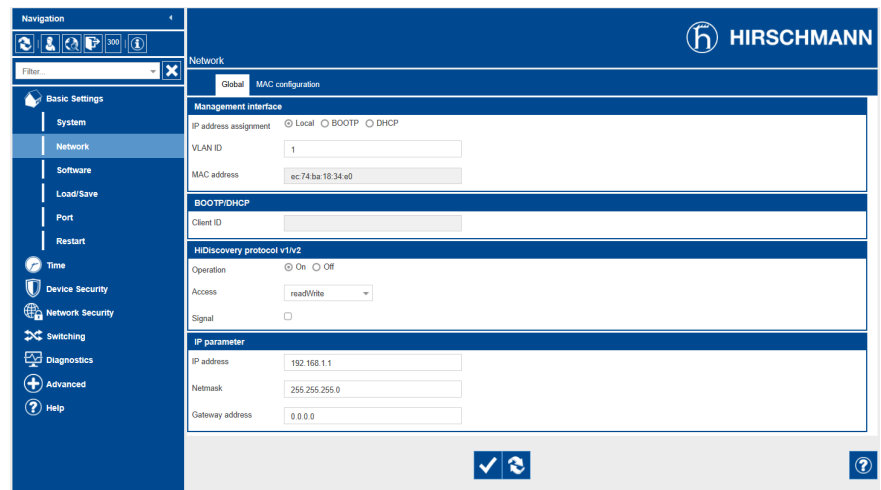 Navigation
300
Filter...
Basic Settings
System
Network
Software
Load/Save
Port
Restart
Time
Device Security
Network Security
Switching
Diagnostics
Advanced
Help
HIRSCHMANN
Network
Global MAC configuration
Management interface
IP address assignment Local BOOTP DHCP
VLAN ID 1
MAC address ec:74:ba:18:34:e0
BOOTP/DHCP
Client ID
HiDiscovery protocol v1/v2
Operation On Off
Access readWrite
Signal
IP parameter
IP address 192.168.1.1
Netmask 255.255.255.0
Gateway address 0.0.0.0